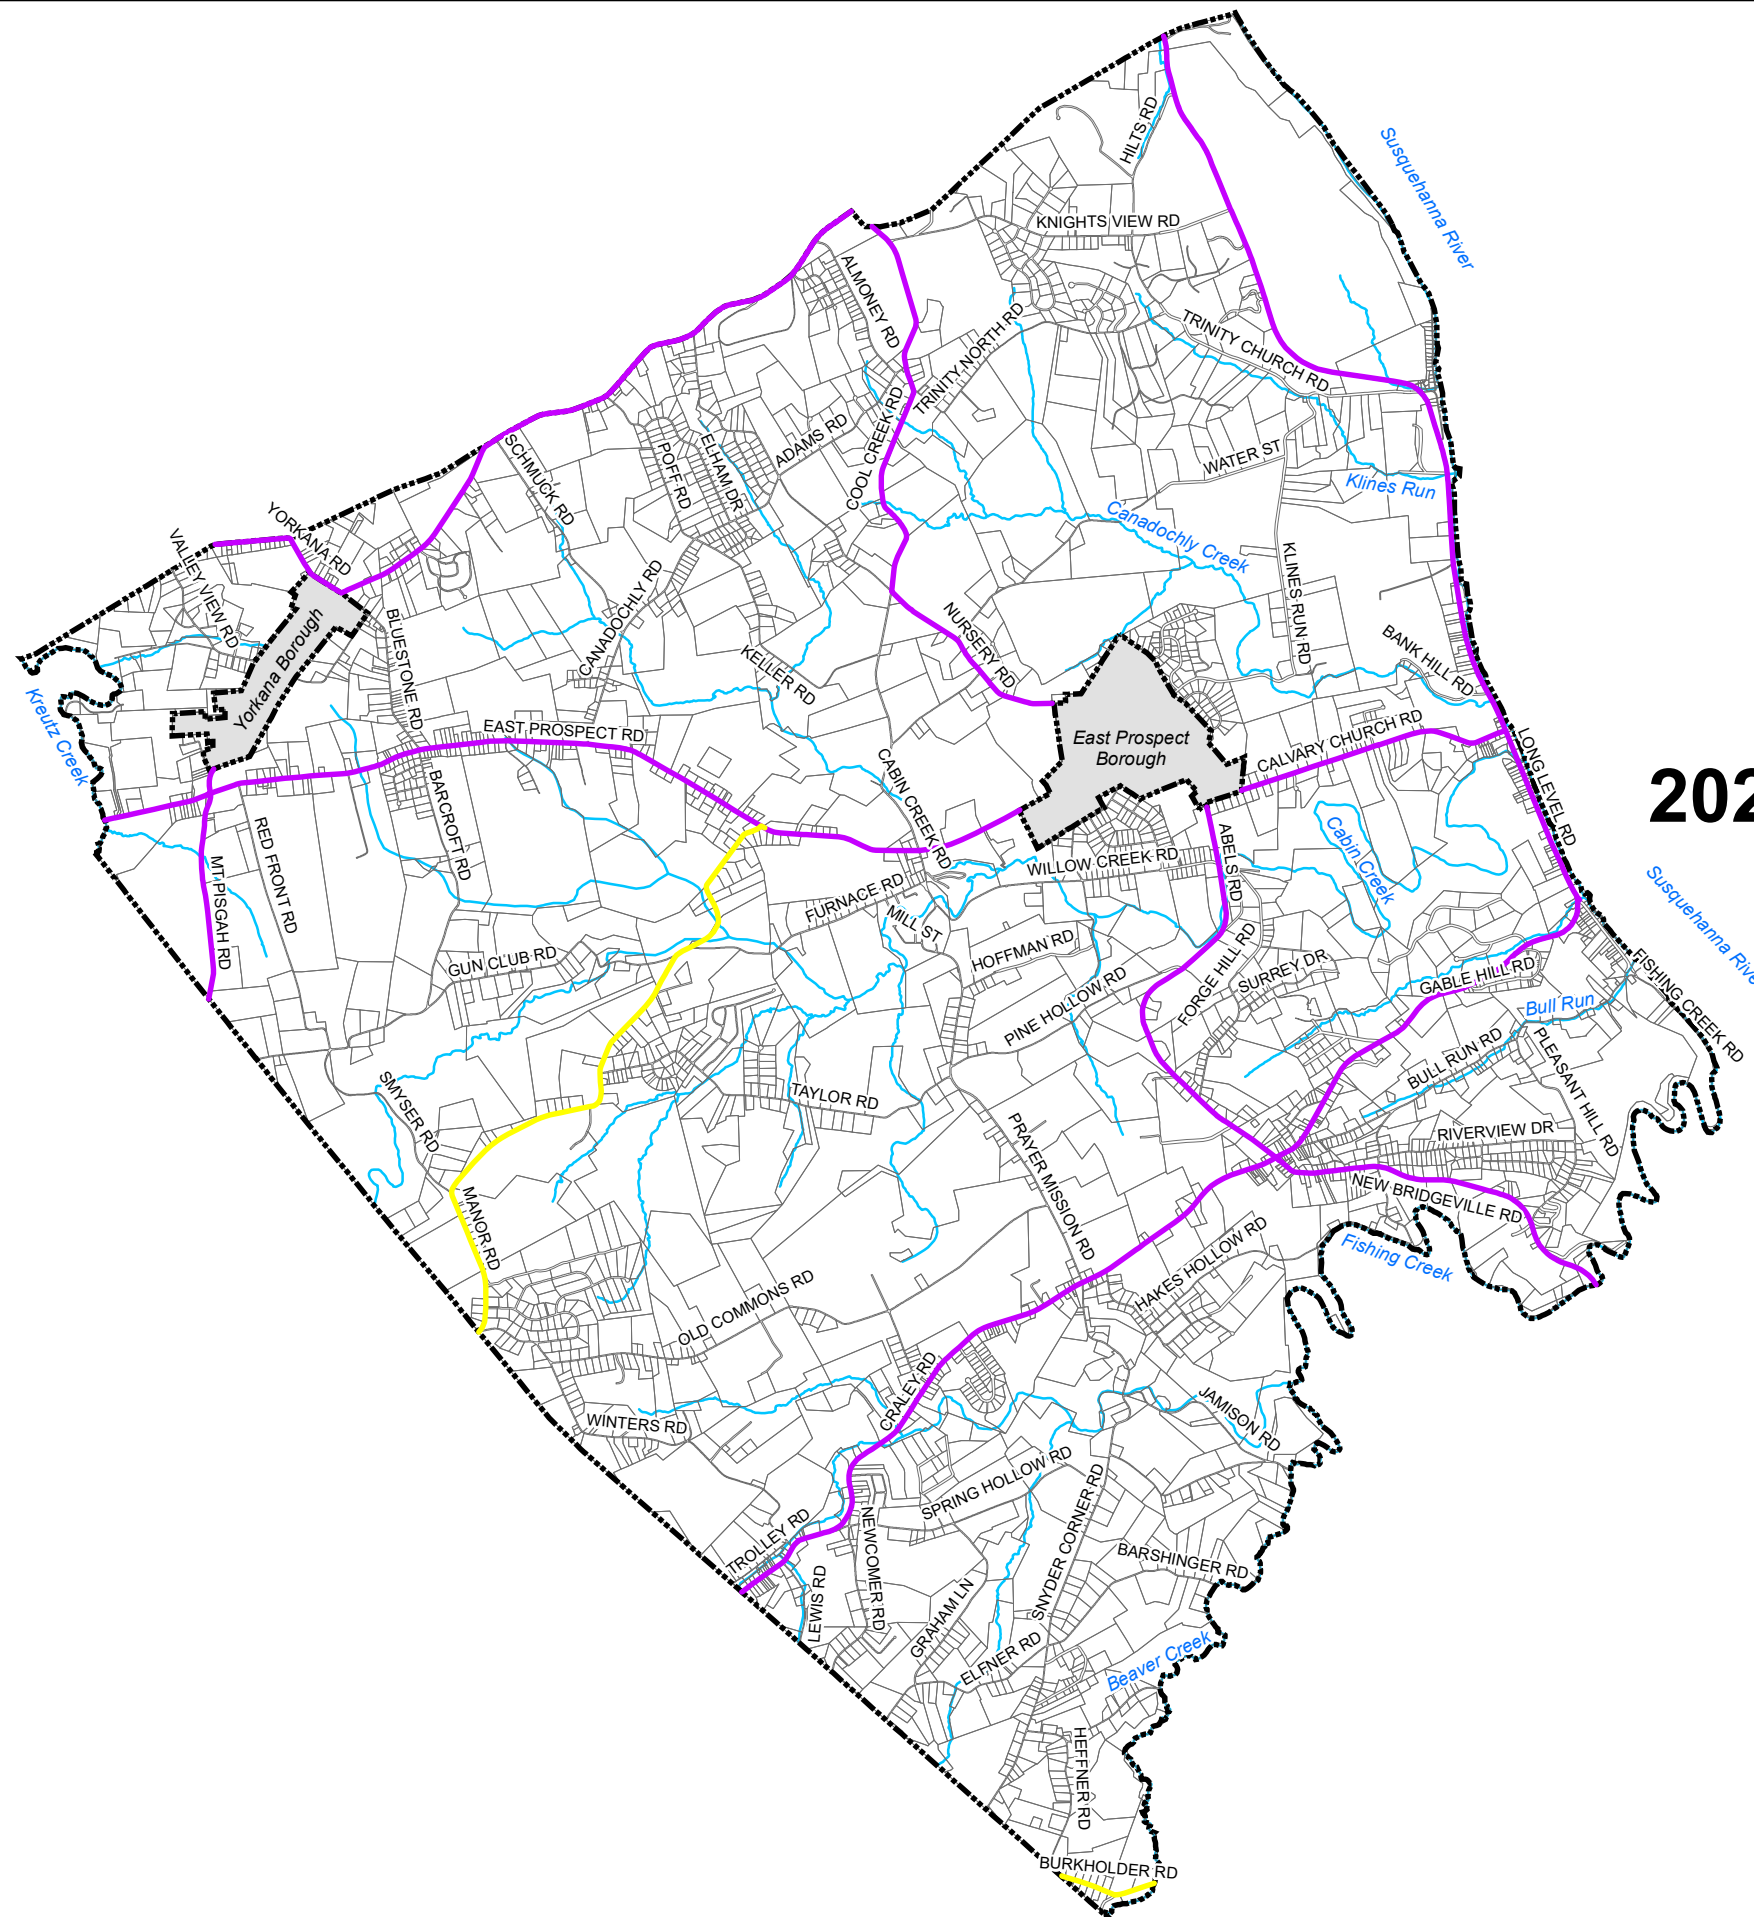 HILTS RD
Susquehanna River
KNIGHTS VIEW RD
ALMONEY RD
TRINITY NORTH RD
TRINITY CHURCH RD
COOL CREEK RD
ADAMS RD
ELHAM DR
POFF RD
SCHMUCK RD
WATER ST
Klines Run
Canadochly Creek
YORKANA RD
VALLEY VIEW RD
Yorkana Borough
BLUESTONE RD
CANADOCHLY RD
KLINES RUN RD
NURSERY RD
KELLER RD
BANK HILL RD
Kreutz Creek
EAST PROSPECT RD
East Prospect
Borough
CALVARY CHURCH RD
LONG LEVEL RD
202
BARCROFT RD
CABIN CREEK RD
RED FRONT RD
MT PISGAH RD
WILLOW CREEK RD
ABELS RD
Cabin Creek
FURNACE RD
MILL ST
Susquehanna Rive
GUN CLUB RD
HOFFMAN RD
FORGE HILL RD
SURREY DR
GABLE HILL RD
FISHING CREEK RD
PINE HOLLOW RD
Bull Run
BULL RUN RD
PLEASANT HILL RD
SMYSER RD
TAYLOR RD
PRAYER MISSION RD
RIVERVIEW DR
MANOR RD
NEW BRIDGEVILLE RD
Fishing Creek
HAKES HOLLOW RD
OLD COMMONS RD
CRALEY RD
WINTERS RD
JAMISON RD
SPRING HOLLOW RD
TROLLEY RD
NEWCOMER RD
SNYDER CORNER RD
BARSHINGER RD
LEWIS RD
GRAHAM LN
ELFNER RD
Beaver Creek
HEFFNER RD
BURKHOLDER RD